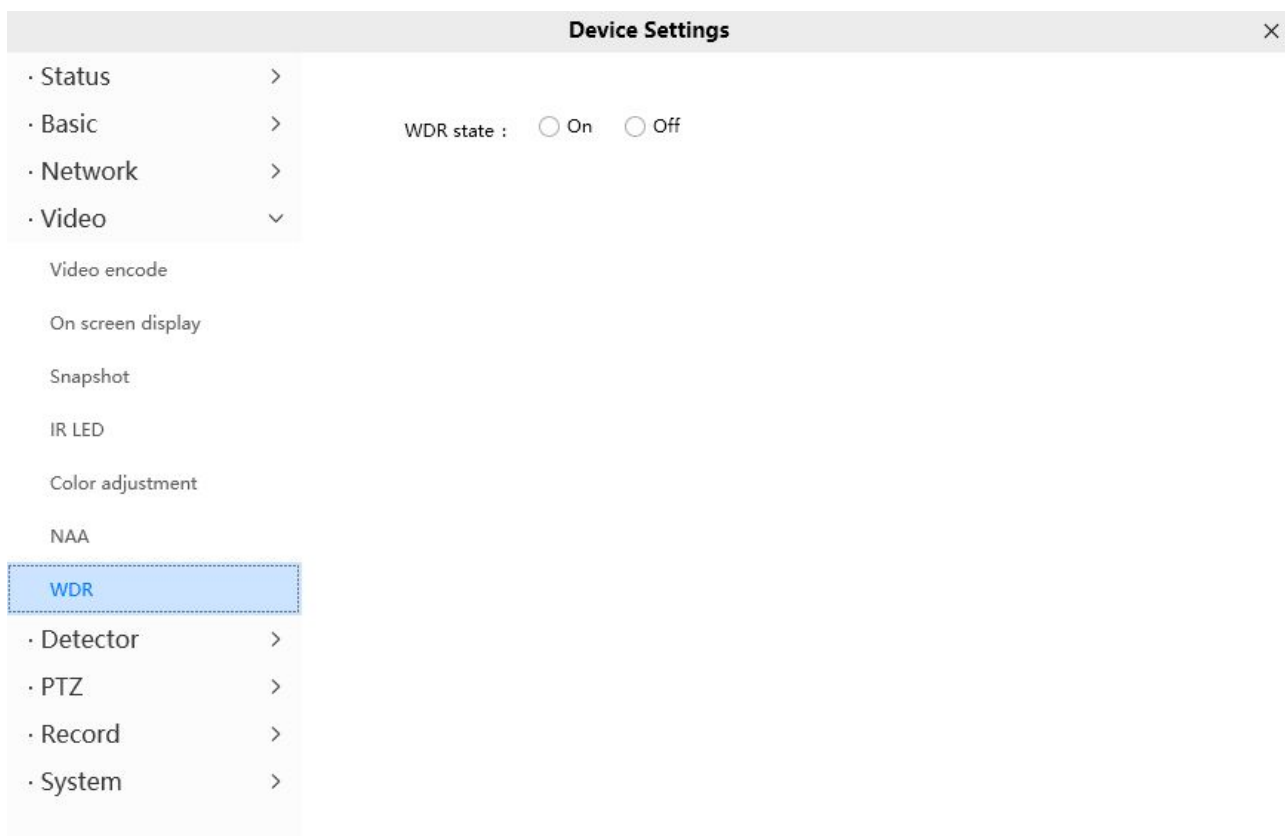 Device Settings
· Status
· Basic
· Network
· Video
Video encode
On screen display
Snapshot
IR LED
Color adjustment
NAA
WDR
· Detector
· PTZ
· Record
· System
WDR state : On Off